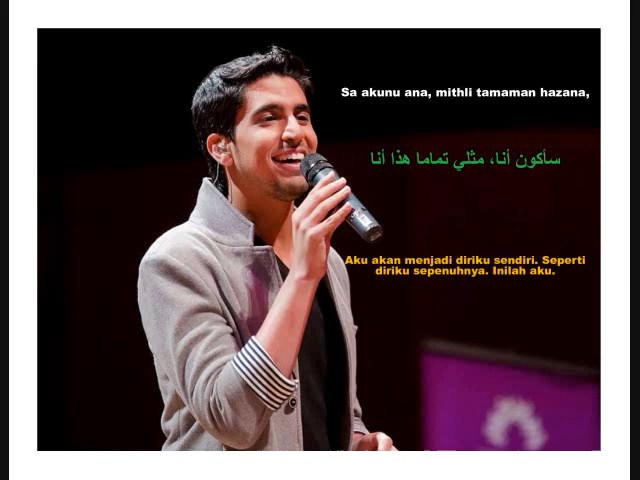 Sa akunu ana, mithli tamaman hazana,
سأكون أنا، مثلي تماما هذا أنا
Aku akan menjadi diriku sendiri. Seperti
diriku sepenuhnya. Inilah aku.